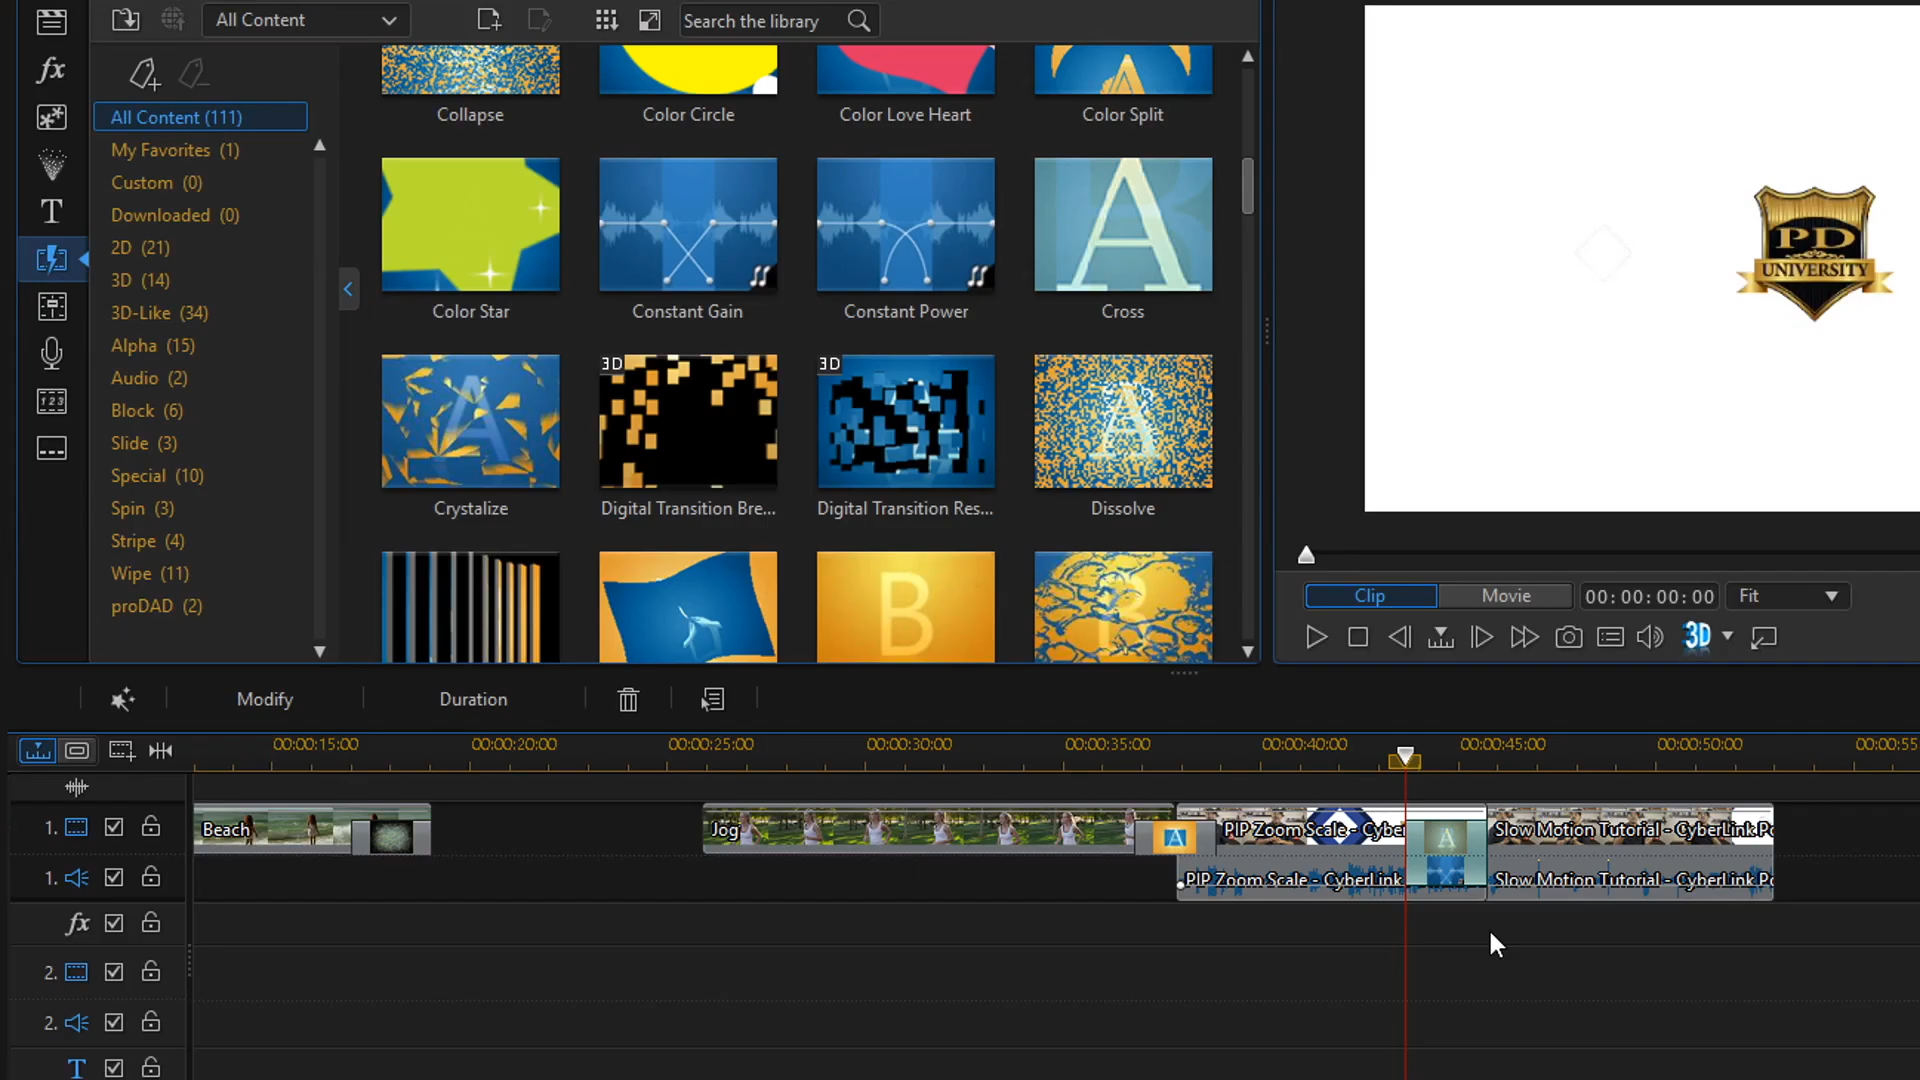 All Content
Search the library
All Content (111)
My Favorites (1)
Custom (0)
Downloaded (0)
2D (21)
3D (14)
3D-Like (34)
Alpha (15)
Audio (2)
Block (6)
Slide (3)
Special (10)
Spin (3)
Stripe (4)
Wipe (11)
proDAD (2)
Collapse
Color Circle
Color Love Heart
Color Split
Color Star
Constant Gain
Constant Power
Cross
3D
3D
Crystalize
Digital Transition Bre...
Digital Transition Res...
Dissolve
PD
UNIVERSITY
Clip
Movie
00:00:00:00
Fit
3D
Modify
Duration
00:00:15:00
00:00:20:00
00:00:25:00
00:00:30:00
00:00:35:00
00:00:40:00
00:00:45:00
00:00:50:00
00:00:55
1.
Beach
Jog
PIP Zoom Scale - Cybe
Slow Motion Tutorial - CyberLink Po
1.
PIP Zoom Scale - CyberLink
Slow Motion Tutorial - CyberLink Po
fx
2.
2.
T